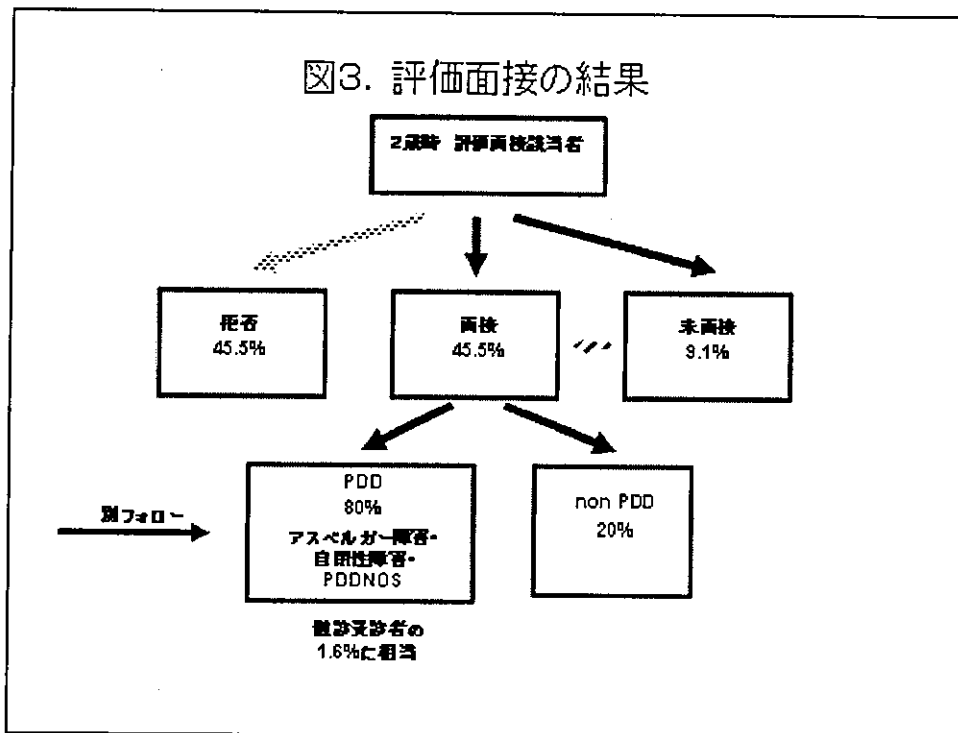 図3. 評価面接の結果
2歳時 評価面接該当者
拒否
45.5%
面接
45.5%
未面接
9.1%
別フォロー
PDD
80%
アスペルガー障害・
自閉性障害・
PDDNOS
non PDD
20%
健診受診者の
1.6%に相当